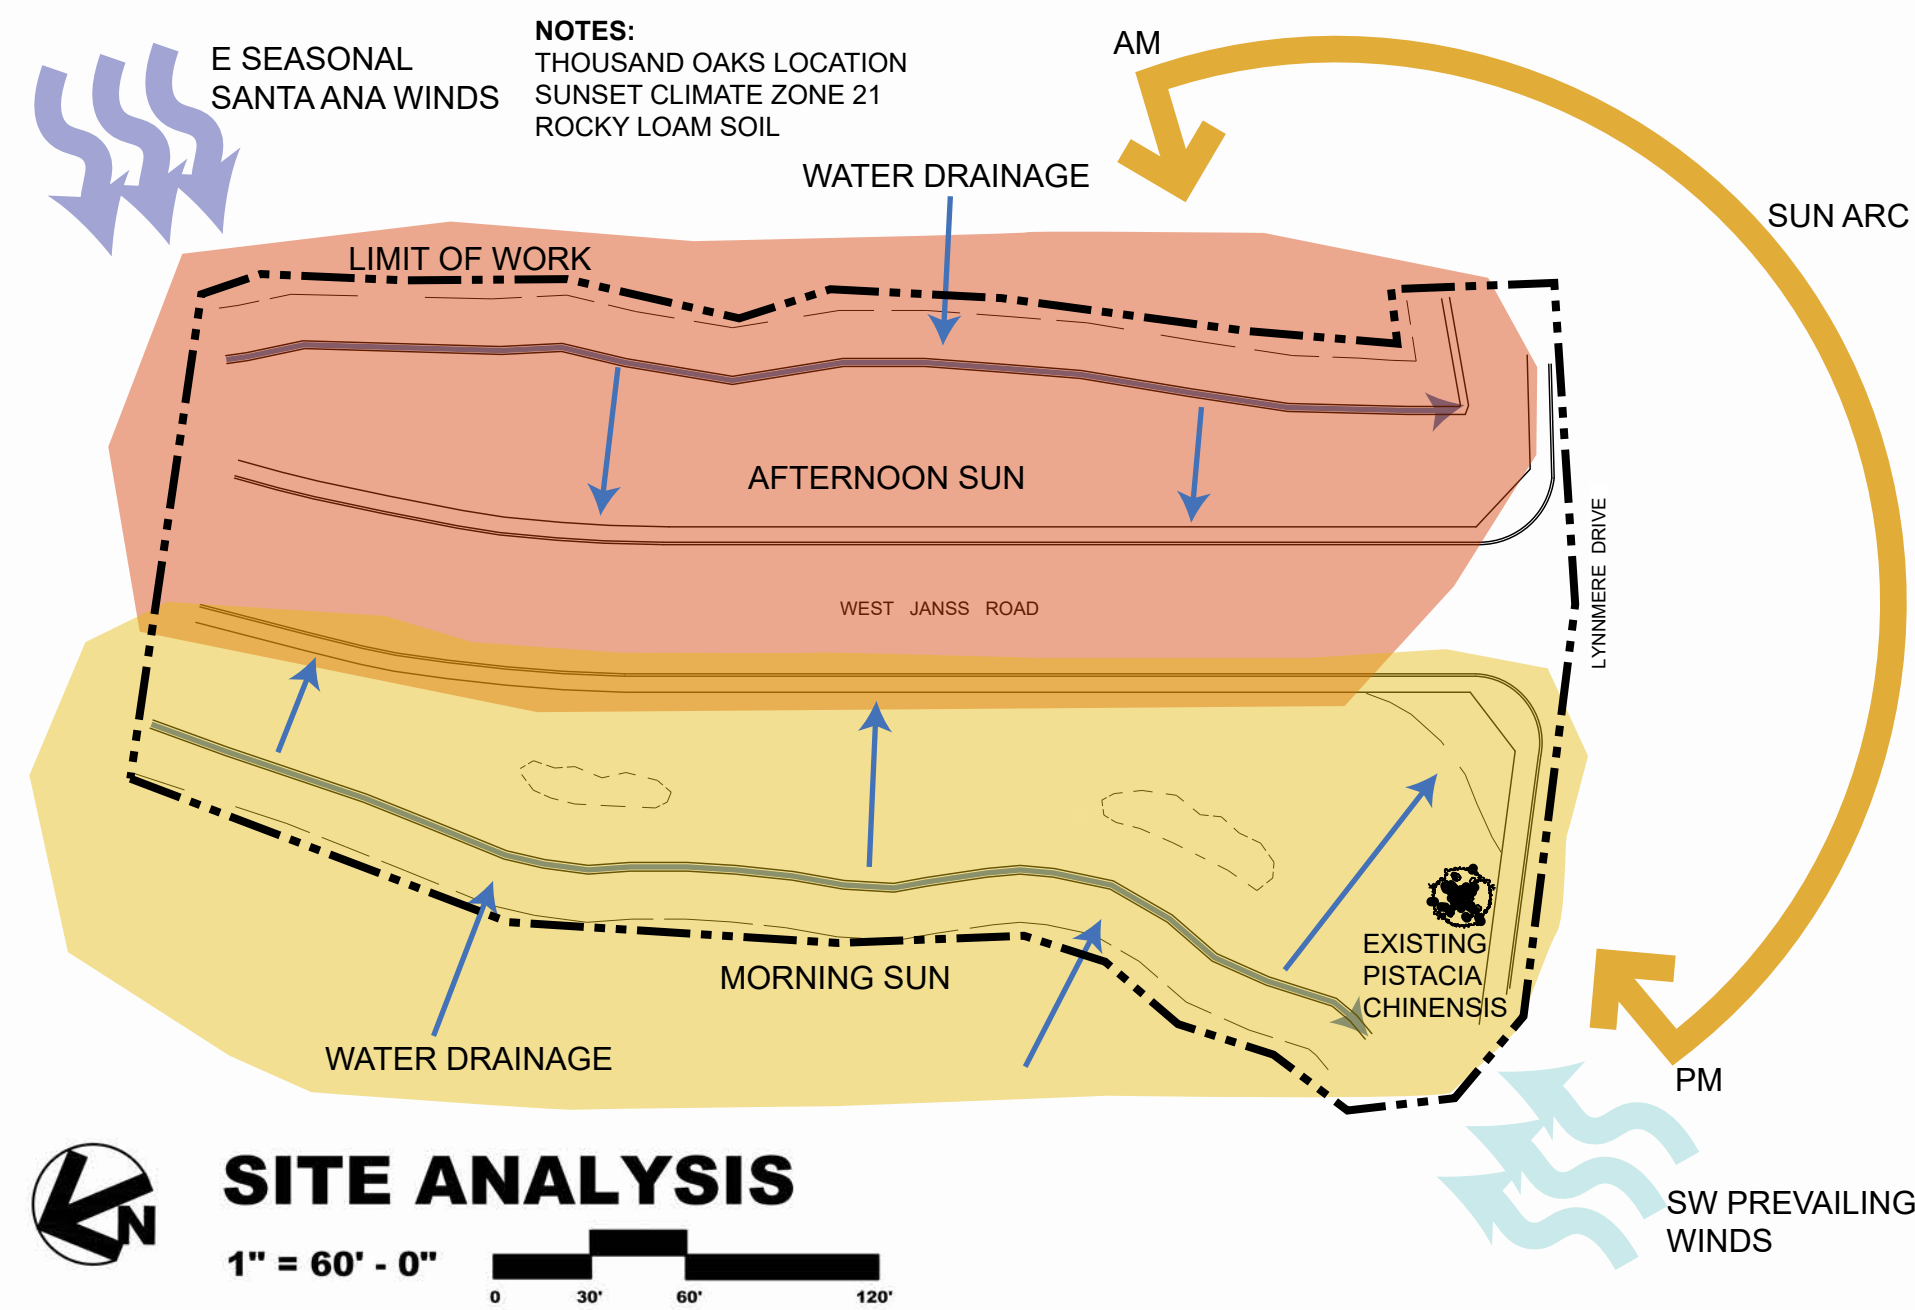 E SEASONAL
SANTA ANA WINDS
NOTES:
THOUSAND OAKS LOCATION
SUNSET CLIMATE ZONE 21
ROCKY LOAM SOIL
AM
SUN ARC
WATER DRAINAGE
LIMIT OF WORK
AFTERNOON SUN
WEST JANSS ROAD
LYNNMERE DRIVE
EXISTING
PISTACIA
CHINENSIS
MORNING SUN
WATER DRAINAGE
PM
SW PREVAILING
WINDS
N
SITE ANALYSIS
1" = 60' - 0"
0 30' 60' 120'